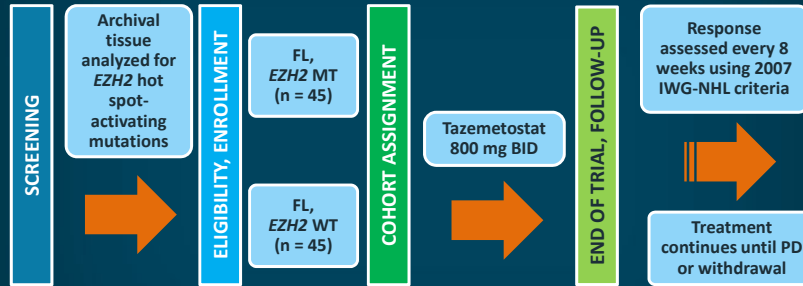 SCREENING
Archival
tissue
analyzed for
EZH2 hot
spot-
activating
mutations
ELIGIBILITY, ENROLLMENT
FL,
EZH2 MT
(n = 45)
FL,
EZH2 WT
(n = 45)
COHORT ASSIGNMENT
Tazemetostat
800 mg BID
END OF TRIAL, FOLLOW-UP
Response
assessed every 8
weeks using 2007
IWG-NHL criteria
Treatment
continues until PD
or withdrawal